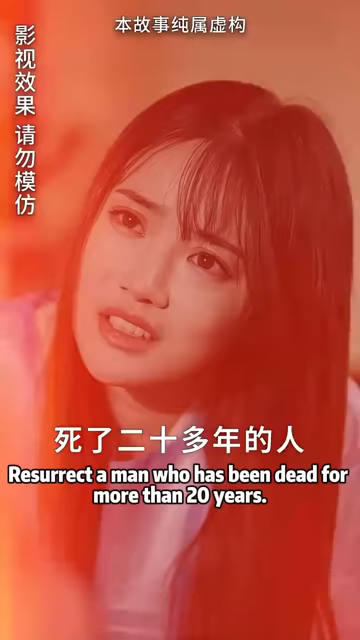 本故事纯属虚构
影视效果 请勿模仿
死了二十多年的人
Resurrect a man who has been dead for
more than 20 years.